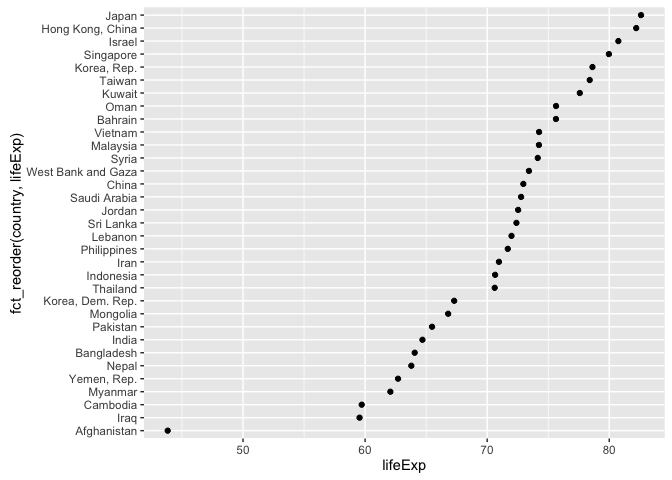 Japan
Hong Kong, China
Israel
Singapore
Korea, Rep.
Taiwan
Kuwait
Oman
Bahrain
Vietnam
Malaysia
Syria
West Bank and Gaza
China
Saudi Arabia
Jordan
Sri Lanka
Lebanon
Philippines
Iran
Indonesia
Thailand
Korea, Dem. Rep.
Mongolia
Pakistan
India
Bangladesh
Nepal
Yemen, Rep.
Myanmar
Cambodia
Iraq
Afghanistan
fct_reorder(country, lifeExp)
50 60 70 80
lifeExp